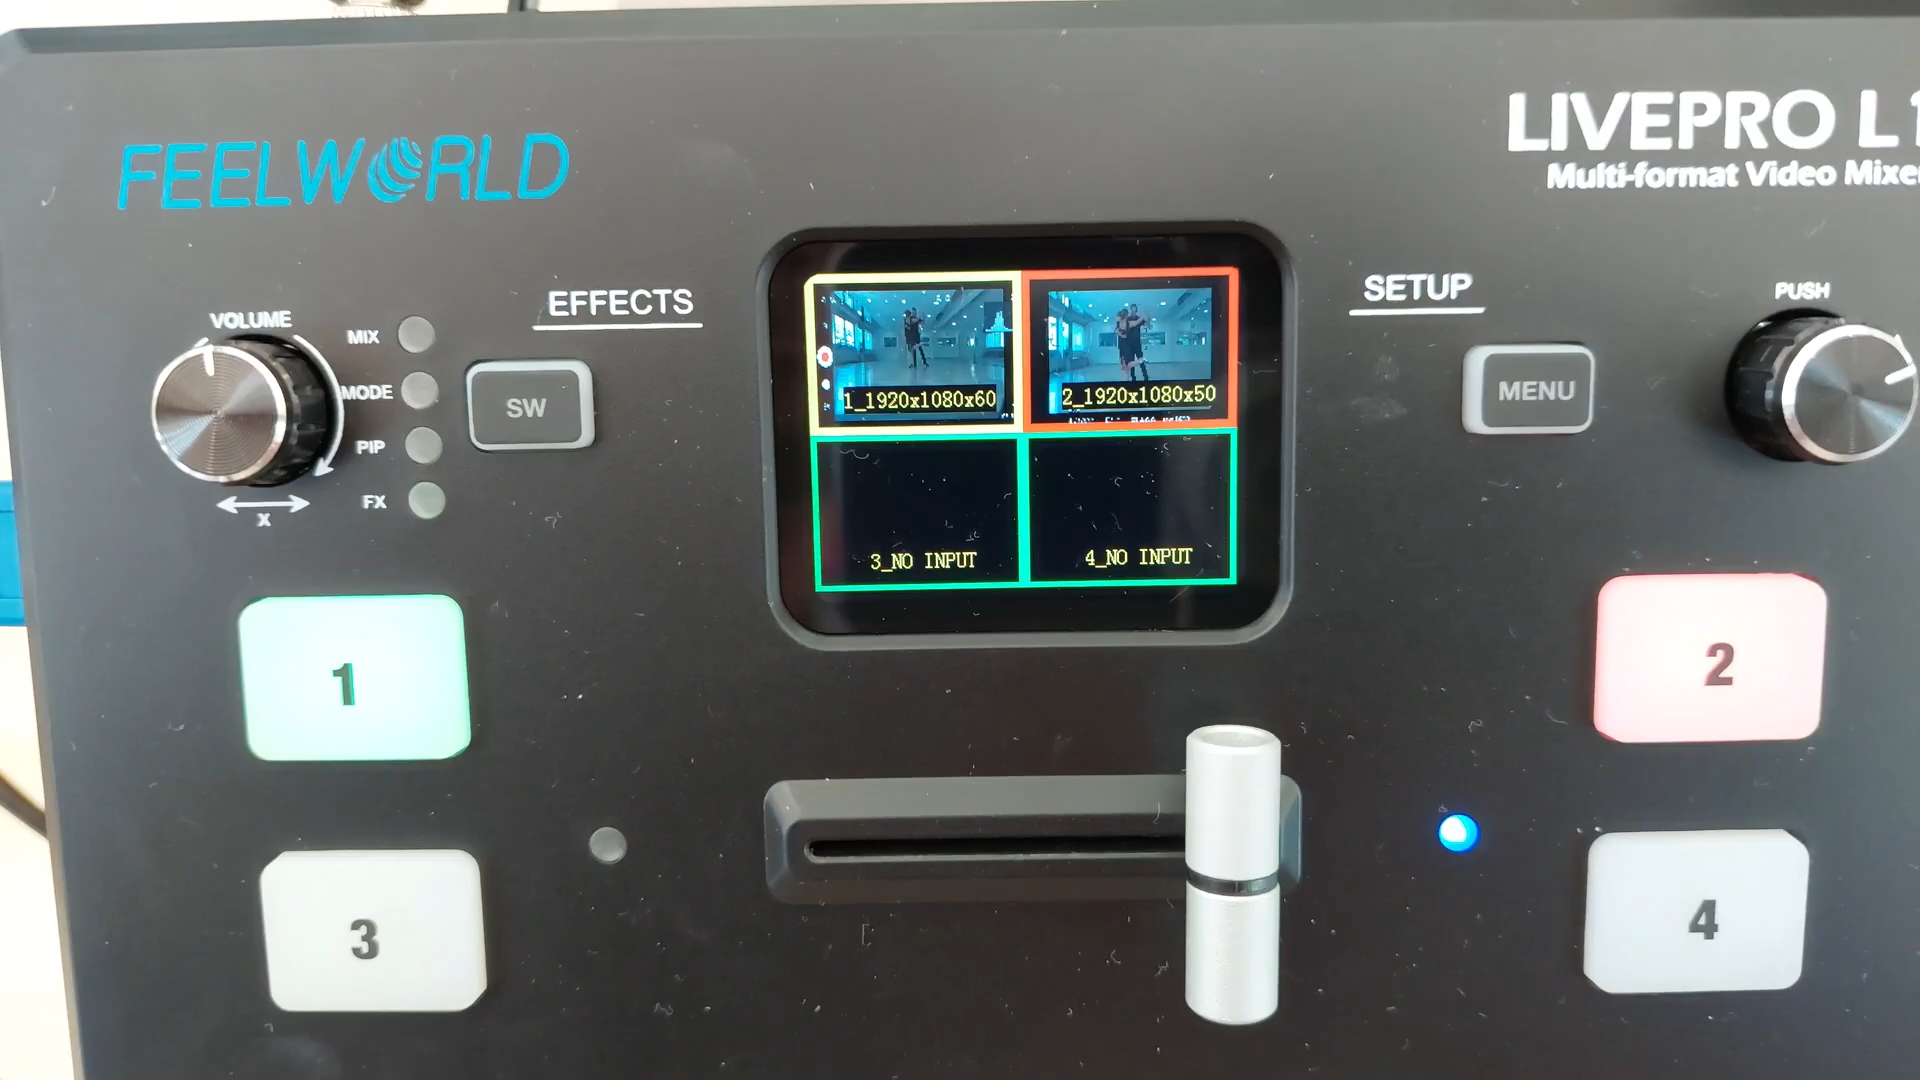 FEELWORLD
LIVEPRO L1
Multi-format Video Mixer
EFFECTS
SETUP
VOLUME
PUSH
MIX
MODE
PIP
FX
X
SW
MENU
1_1920x1080x60
2_1920x1080x50
3_NO INPUT
4_NO INPUT
1
2
3
4